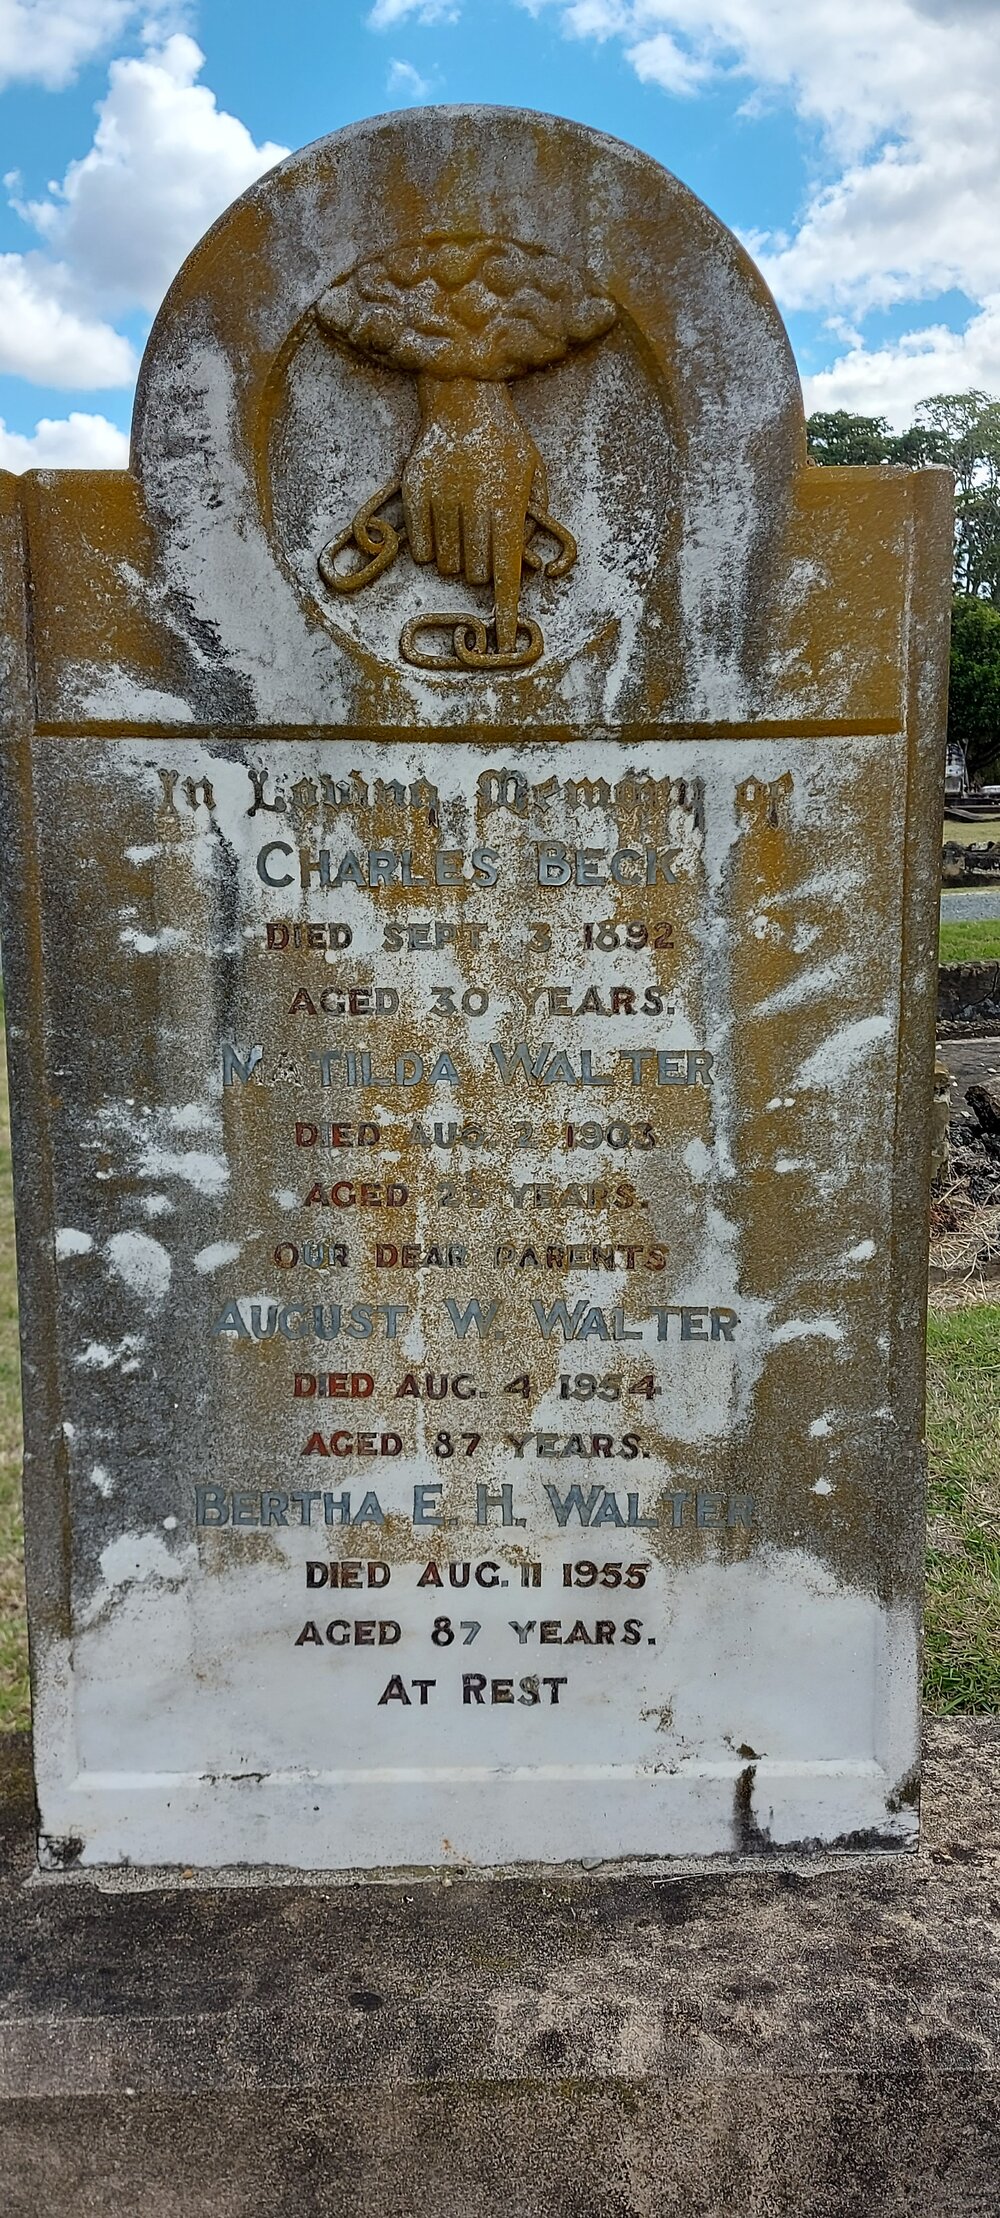 In Loving Memory of
CHARLES BECK
DIED SEPT. 3 1892
AGED 30 YEARS.
MATILDA WALTER
DIED AUG. 2 1903
AGED YEARS.
OUR DEAR PARENTS
AUGUST W. WALTER
DIED AUG. 4 1954
AGED 87 YEARS.
BERTHA E. H. WALTER
DIED AUG. 11 1955
AGED 87 YEARS.
AT REST